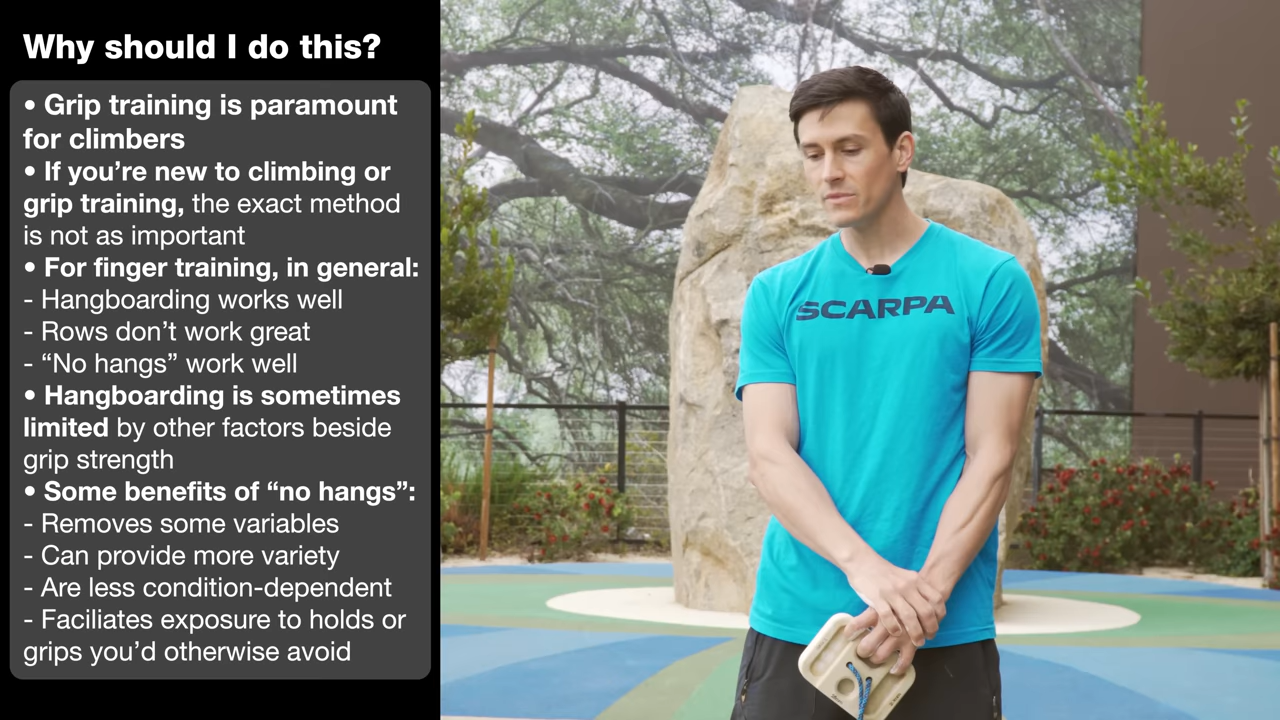 Why should I do this?
• Grip training is paramount
for climbers
• If you’re new to climbing or
grip training, the exact method
is not as important
• For finger training, in general:
- Hangboarding works well
- Rows don’t work great
- “No hangs” work well
• Hangboarding is sometimes
limited by other factors beside
grip strength
• Some benefits of “no hangs”:
- Removes some variables
- Can provide more variety
- Are less condition-dependent
- Faciliates exposure to holds or
grips you’d otherwise avoid
SCARPA